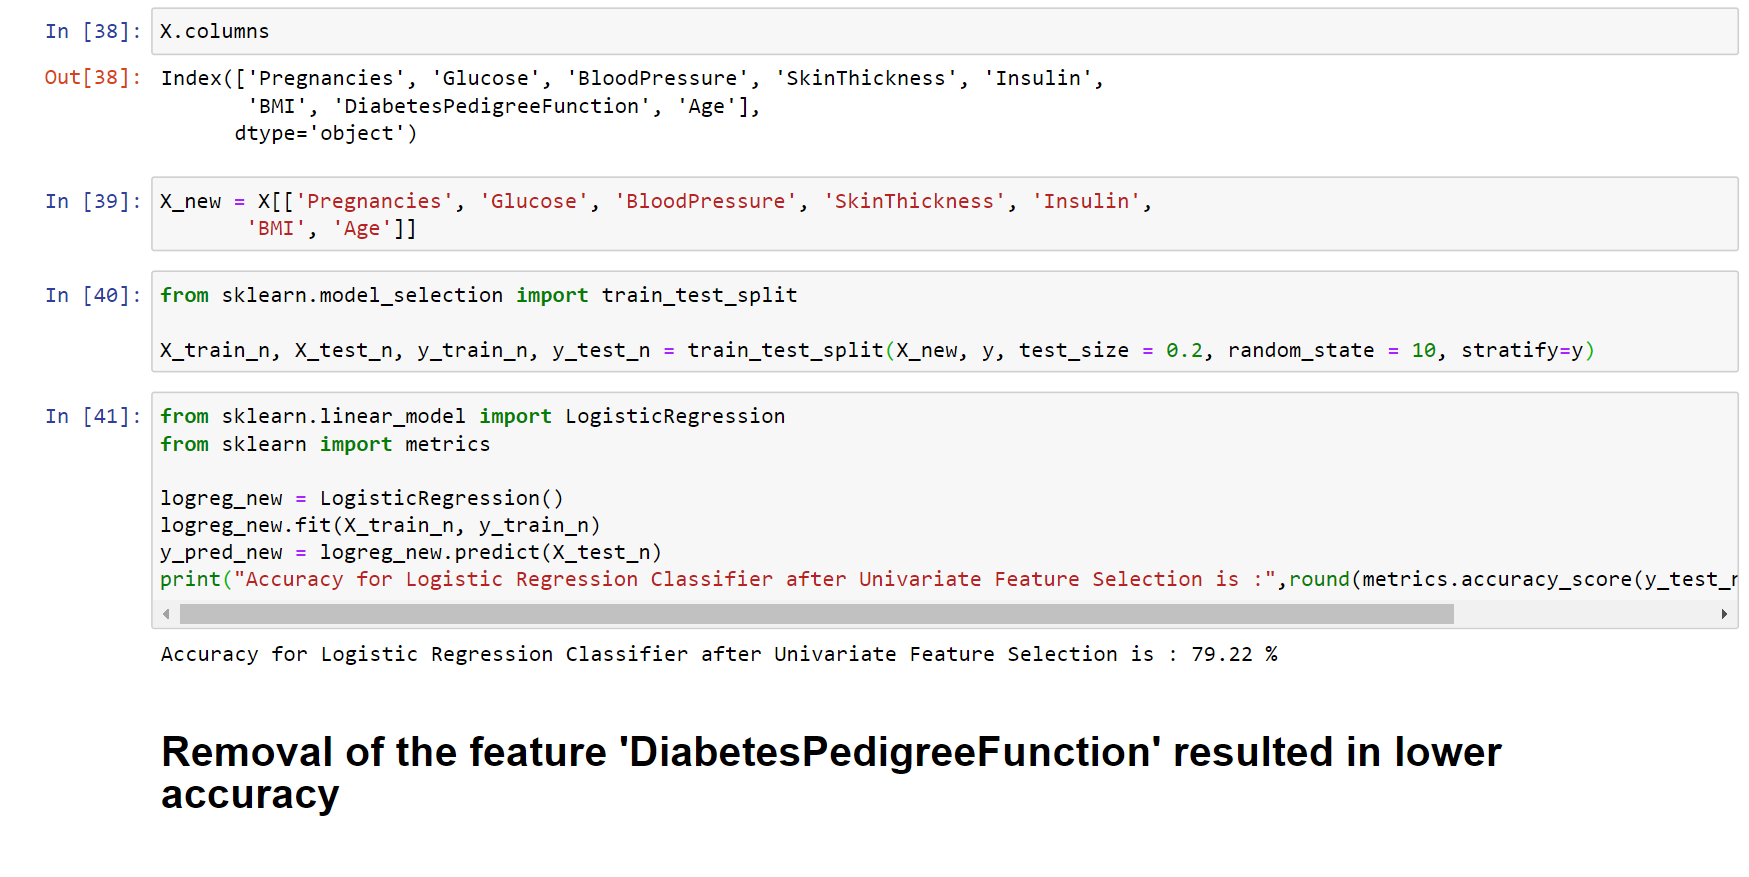 In [38]: X.columns
Out[38]: Index(['Pregnancies', 'Glucose', 'BloodPressure', 'SkinThickness', 'Insulin',
'BMI', 'DiabetesPedigreeFunction', 'Age'],
dtype='object')
In [39]: X_new = X[['Pregnancies', 'Glucose', 'BloodPressure', 'SkinThickness', 'Insulin',
'BMI', 'Age']]
In [40]: from sklearn.model_selection import train_test_split
X_train_n, X_test_n, y_train_n, y_test_n = train_test_split(X_new, y, test_size = 0.2, random_state = 10, stratify=y)
In [41]: from sklearn.linear_model import LogisticRegression
from sklearn import metrics
logreg_new = LogisticRegression()
logreg_new.fit(X_train_n, y_train_n)
y_pred_new = logreg_new.predict(X_test_n)
print("Accuracy for Logistic Regression Classifier after Univariate Feature Selection is :",round(metrics.accuracy_score(y_test_
Accuracy for Logistic Regression Classifier after Univariate Feature Selection is : 79.22 %
Removal of the feature 'DiabetesPedigreeFunction' resulted in lower
accuracy